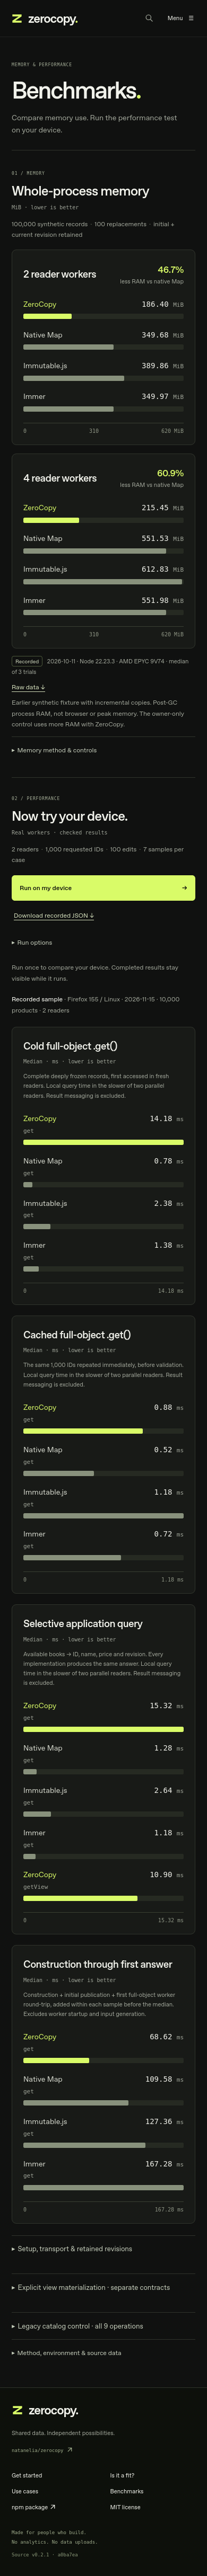 zerocopy.
Menu
MEMORY & PERFORMANCE
Benchmarks.
Compare memory use. Run the performance test
on your device.
01 / MEMORY
Whole-process memory
MiB · lower is better
100,000 synthetic records · 100 replacements · initial +
current revision retained
2 reader workers
46.7%
less RAM vs native Map
ZeroCopy 186.40 MiB
Native Map 349.68 MiB
Immutable.js 389.86 MiB
Immer 349.97 MiB
0 310 620 MiB
4 reader workers
60.9%
less RAM vs native Map
ZeroCopy 215.45 MiB
Native Map 551.53 MiB
Immutable.js 612.83 MiB
Immer 551.98 MiB
0 310 620 MiB
Recorded 2026-10-11 · Node 22.23.3 · AMD EPYC 9V74 · median
of 3 trials
Raw data ↓
Earlier synthetic fixture with incremental copies. Post-GC
process RAM, not browser or peak memory. The owner-only
control uses more RAM with ZeroCopy.
▸ Memory method & controls
02 / PERFORMANCE
Now try your device.
Real workers · checked results
2 readers · 1,000 requested IDs · 100 edits · 7 samples per
case
Run on my device →
Download recorded JSON ↓
▸ Run options
Run once to compare your device. Completed results stay
visible while it runs.
Recorded sample · Firefox 155 / Linux · 2026-11-15 · 10,000
products · 2 readers
Cold full-object .get()
Median · ms · lower is better
Complete deeply frozen records, first accessed in fresh
readers. Local query time in the slower of two parallel
readers. Result messaging is excluded.
ZeroCopy 14.18 ms
get
Native Map 0.78 ms
get
Immutable.js 2.38 ms
get
Immer 1.38 ms
get
0 14.18 ms
Cached full-object .get()
Median · ms · lower is better
The same 1,000 IDs repeated immediately, before validation.
Local query time in the slower of two parallel readers. Result
messaging is excluded.
ZeroCopy 0.88 ms
get
Native Map 0.52 ms
get
Immutable.js 1.18 ms
get
Immer 0.72 ms
get
0 1.18 ms
Selective application query
Median · ms · lower is better
Available books → ID, name, price and revision. Every
implementation produces the same answer. Local query
time in the slower of two parallel readers. Result messaging
is excluded.
ZeroCopy 15.32 ms
get
Native Map 1.28 ms
get
Immutable.js 2.64 ms
get
Immer 1.18 ms
get
ZeroCopy 10.90 ms
getView
0 15.32 ms
Construction through first answer
Median · ms · lower is better
Construction + initial publication + first full-object worker
round-trip, added within each sample before the median.
Excludes worker startup and input generation.
ZeroCopy 68.62 ms
get
Native Map 109.58 ms
get
Immutable.js 127.36 ms
get
Immer 167.28 ms
get
0 167.28 ms
▸ Setup, transport & retained revisions
▸ Explicit view materialization · separate contracts
▸ Legacy catalog control · all 9 operations
▸ Method, environment & source data
zerocopy.
Shared data. Independent possibilities.
natanelia/zerocopy ↗
Get started Is it a fit?
Use cases Benchmarks
npm package ↗ MIT license
Made for people who build.
No analytics. No data uploads.